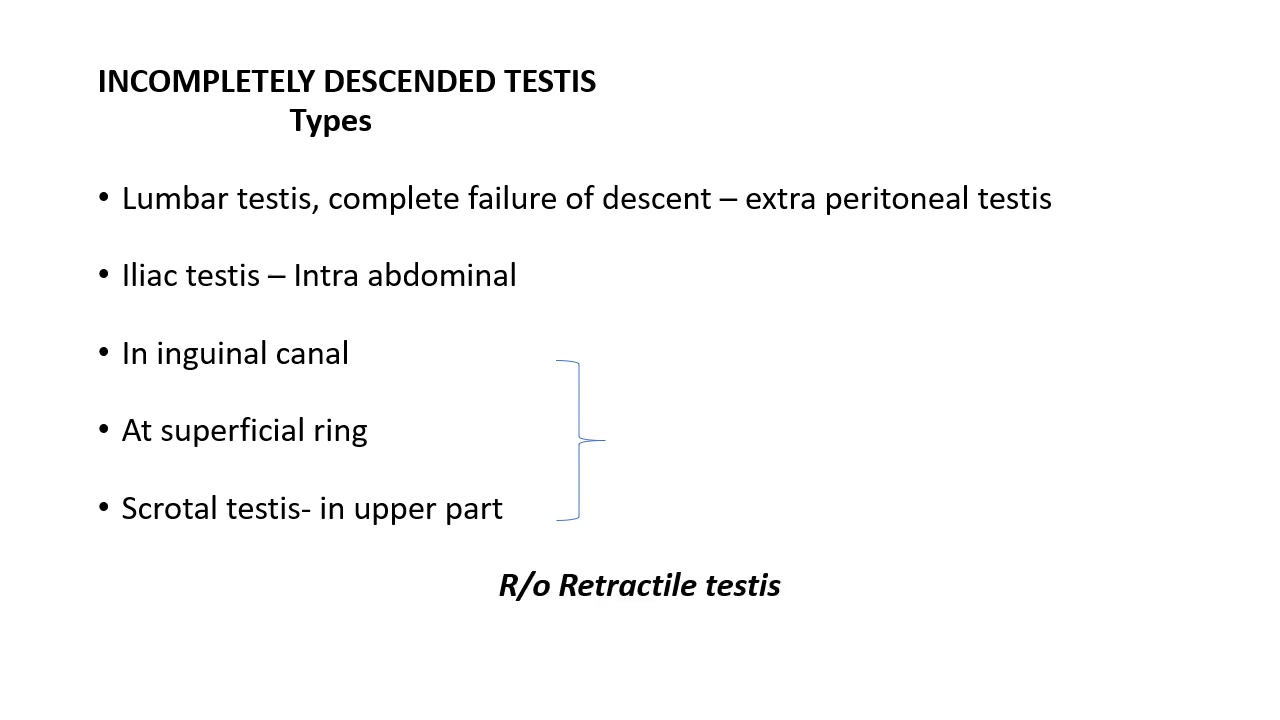 INCOMPLETELY DESCENDED TESTIS
Types
• Lumbar testis, complete failure of descent – extra peritoneal testis
• Iliac testis – Intra abdominal
• In inguinal canal
• At superficial ring
• Scrotal testis- in upper part
R/o Retractile testis